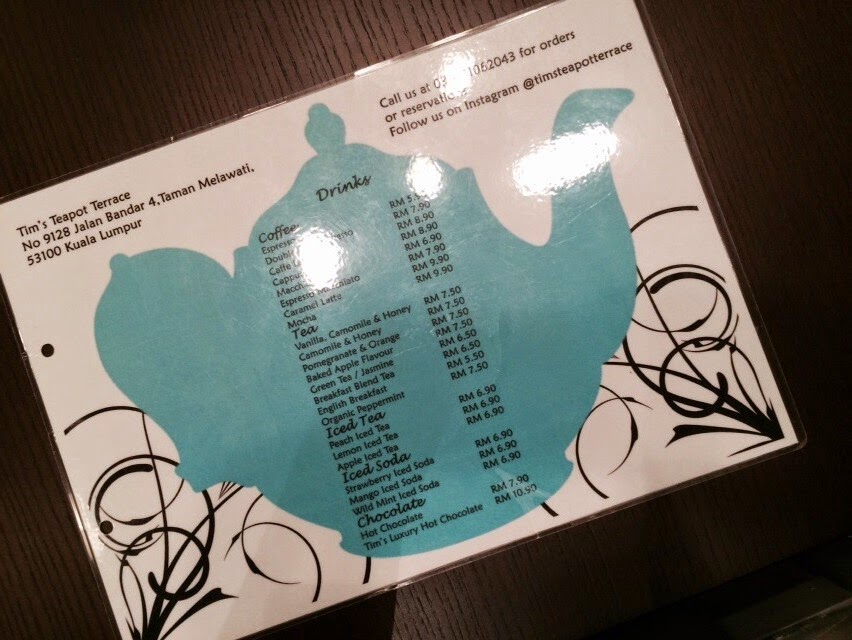 Call us at 03 1062043 for orders
or reservations
Follow us on Instagram @timsteapotterrace
Tim's Teapot Terrace
No 9128 Jalan Bandar 4,Taman Melawati,
53100 Kuala Lumpur
Drinks
Coffee
Espresso RM
RM 7.90
Caffe RM 8.90
RM 8.90
RM 6.90
Espresso RM 7.90
Caramel Latte RM 9.90
Mocha RM 9.90
Tea
Vanilla, Camomile & Honey RM 7.50
Camomile & Honey RM 7.50
Pomegranate & Orange RM 7.50
Baked Apple Flavour RM 7.50
Green Tea / Jasmine RM 6.50
Breakfast Blend Tea RM 6.50
English Breakfast RM 5.50
Organic Peppermint RM 7.50
Iced Tea
Peach Iced Tea RM 6.90
Lemon Iced Tea RM 6.90
Apple Iced Tea RM 6.90
Iced Soda
Strawberry Iced Soda RM 6.90
Mango Iced Soda RM 6.90
Wild Mint Iced Soda RM 6.90
Chocolate
Hot Chocolate RM 7.90
Tim's Luxury Hot Chocolate RM 10.90